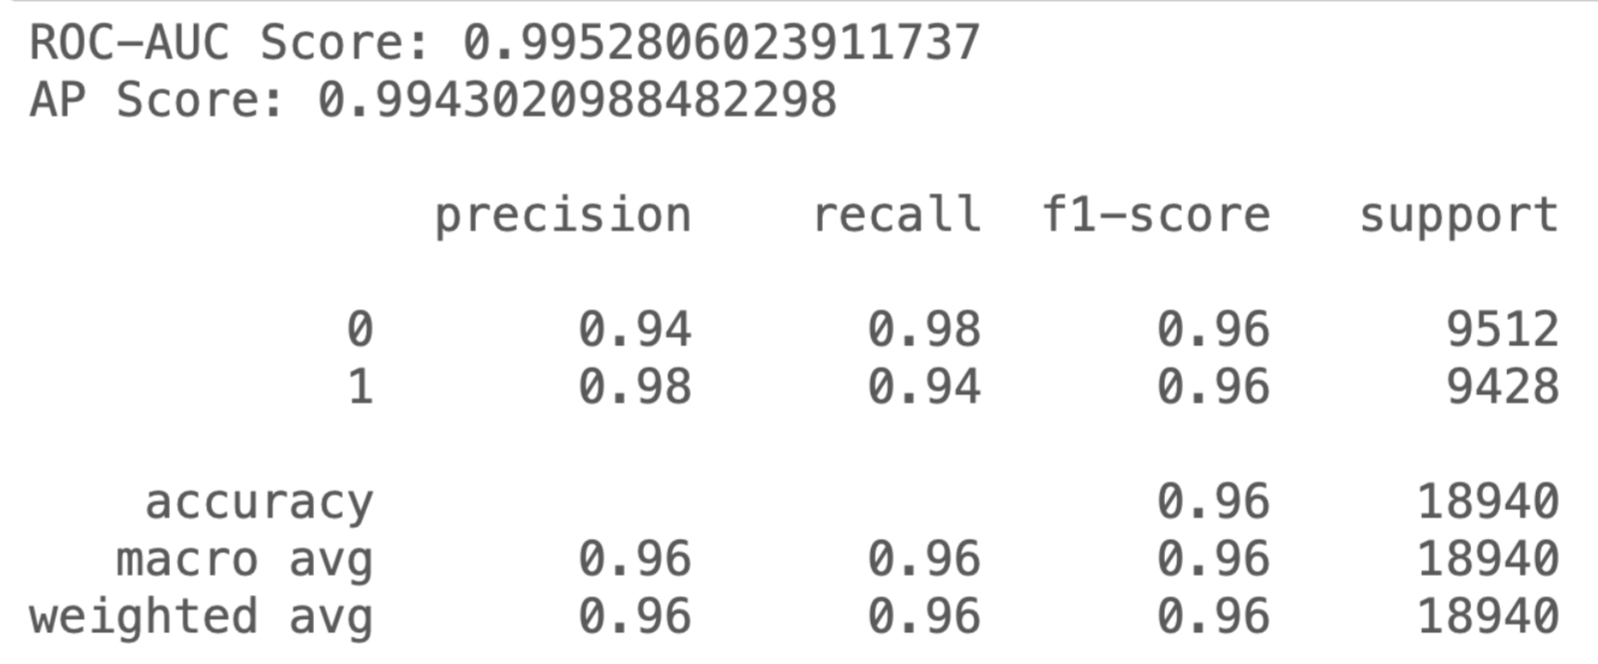 ROC-AUC Score: 0.9952806023911737
AP Score: 0.9943020988482298
precision recall f1-score support
0 0.94 0.98 0.96 9512
1 0.98 0.94 0.96 9428
accuracy 0.96 18940
macro avg 0.96 0.96 0.96 18940
weighted avg 0.96 0.96 0.96 18940